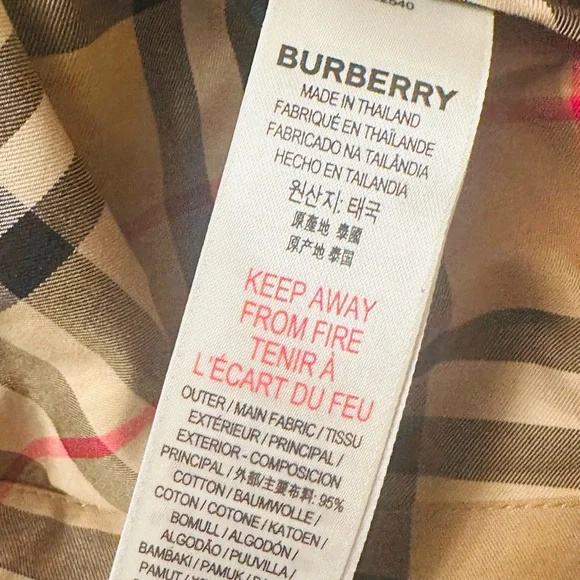 2540
BURBERRY
MADE IN THAILAND
FABRIQUÉ EN THAÏLANDE
FABRICADO NA TAILÂNDIA
HECHO EN TAILANDIA
원산지: 태국
原產地 泰國
原产地 泰国
KEEP AWAY
FROM FIRE
TENIR À
L'ÉCART DU FEU
OUTER / MAIN FABRIC / TISSU
EXTÉRIEUR / PRINCIPAL /
EXTERIOR - COMPOSICION
PRINCIPAL / 外部/主要布料: 95%
COTTON / BAUMWOLLE /
COTON / COTONE / KATOEN /
BOMULL / ALGODÓN /
ALGODÃO / PUUVILLA /
BAMBAKI / PAMUK /
PAMUT /